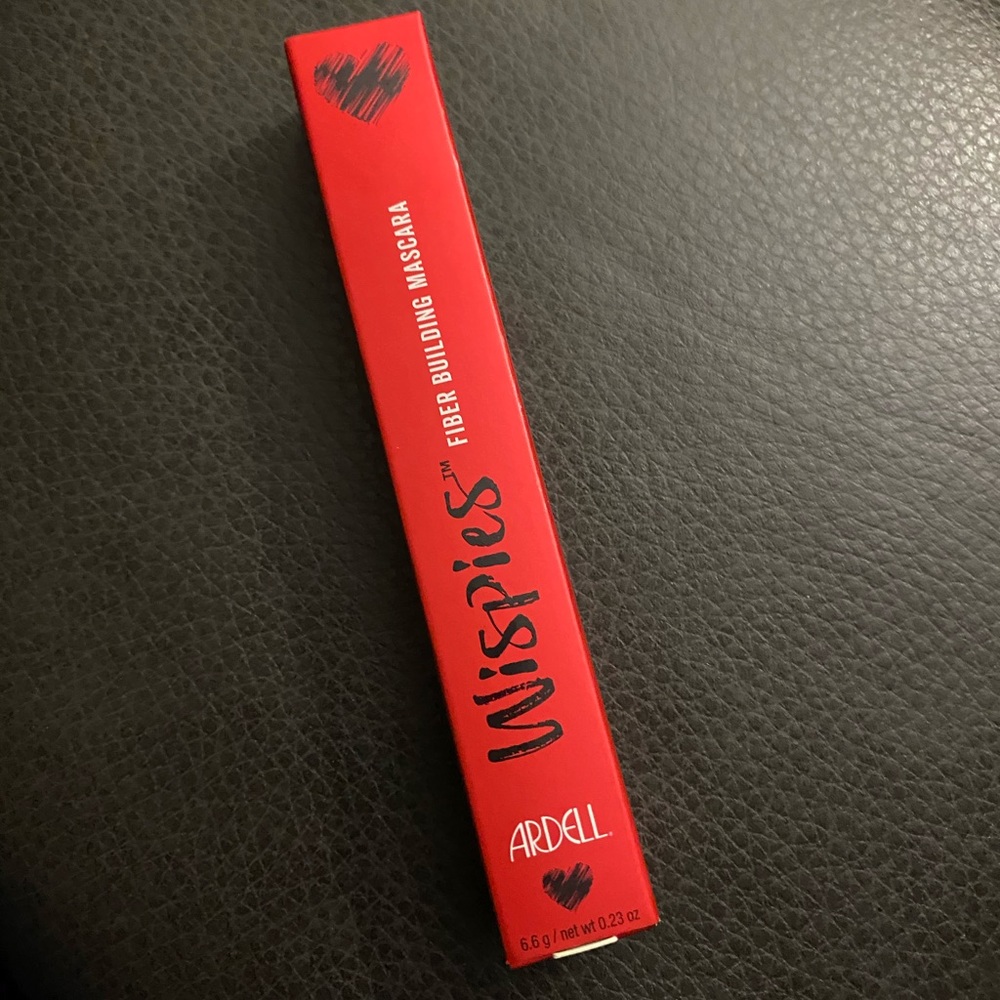 Wispies™ FIBER BUILDING MASCARA
ARDELL
6.6 g / net wt 0.23 oz